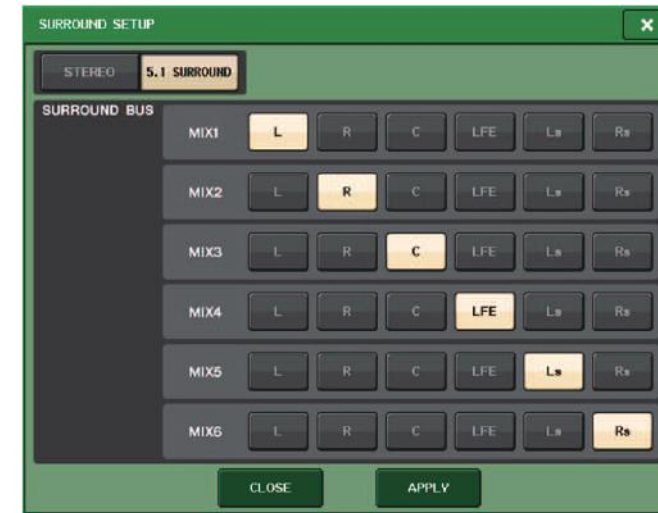 SURROUND SETUP ×
STEREO 5.1 SURROUND
SURROUND BUS
MIX1 L R C LFE Ls Rs
MIX2 L R C LFE Ls Rs
MIX3 L R C LFE Ls Rs
MIX4 L R C LFE Ls Rs
MIX5 L R C LFE Ls Rs
MIX6 L R C LFE Ls Rs
CLOSE APPLY